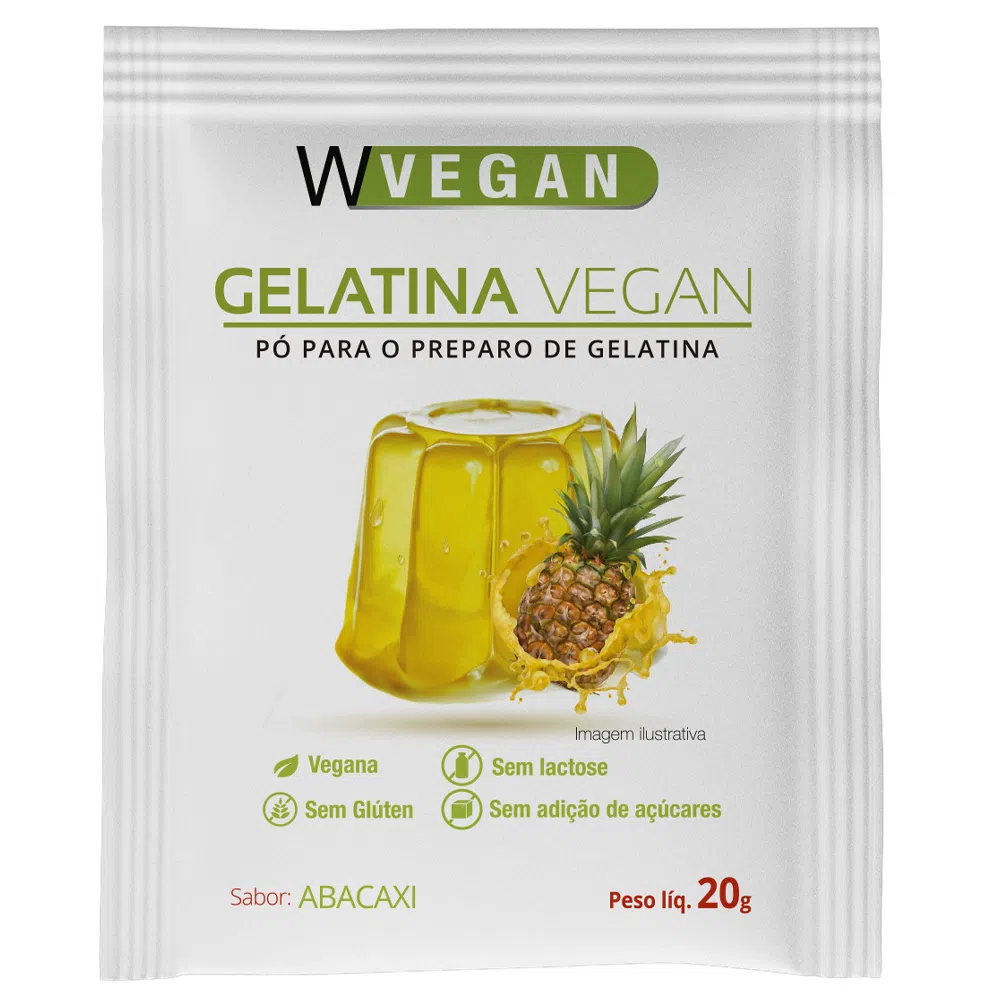 WVEGAN
GELATINA VEGAN
PÓ PARA O PREPARO DE GELATINA
Imagem ilustrativa
Vegana
Sem lactose
Sem Glúten
Sem adição de açúcares
Sabor: ABACAXI
Peso líq. 20g